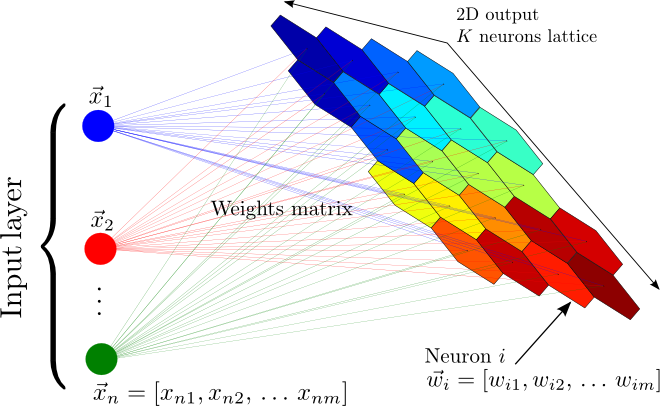 2D output
K neurons lattice
x⃗1
Input layer
Weights matrix
x⃗2
⋮
Neuron i
w⃗i = [wi1, wi2, … wim]
x⃗n = [xn1, xn2, … xnm]